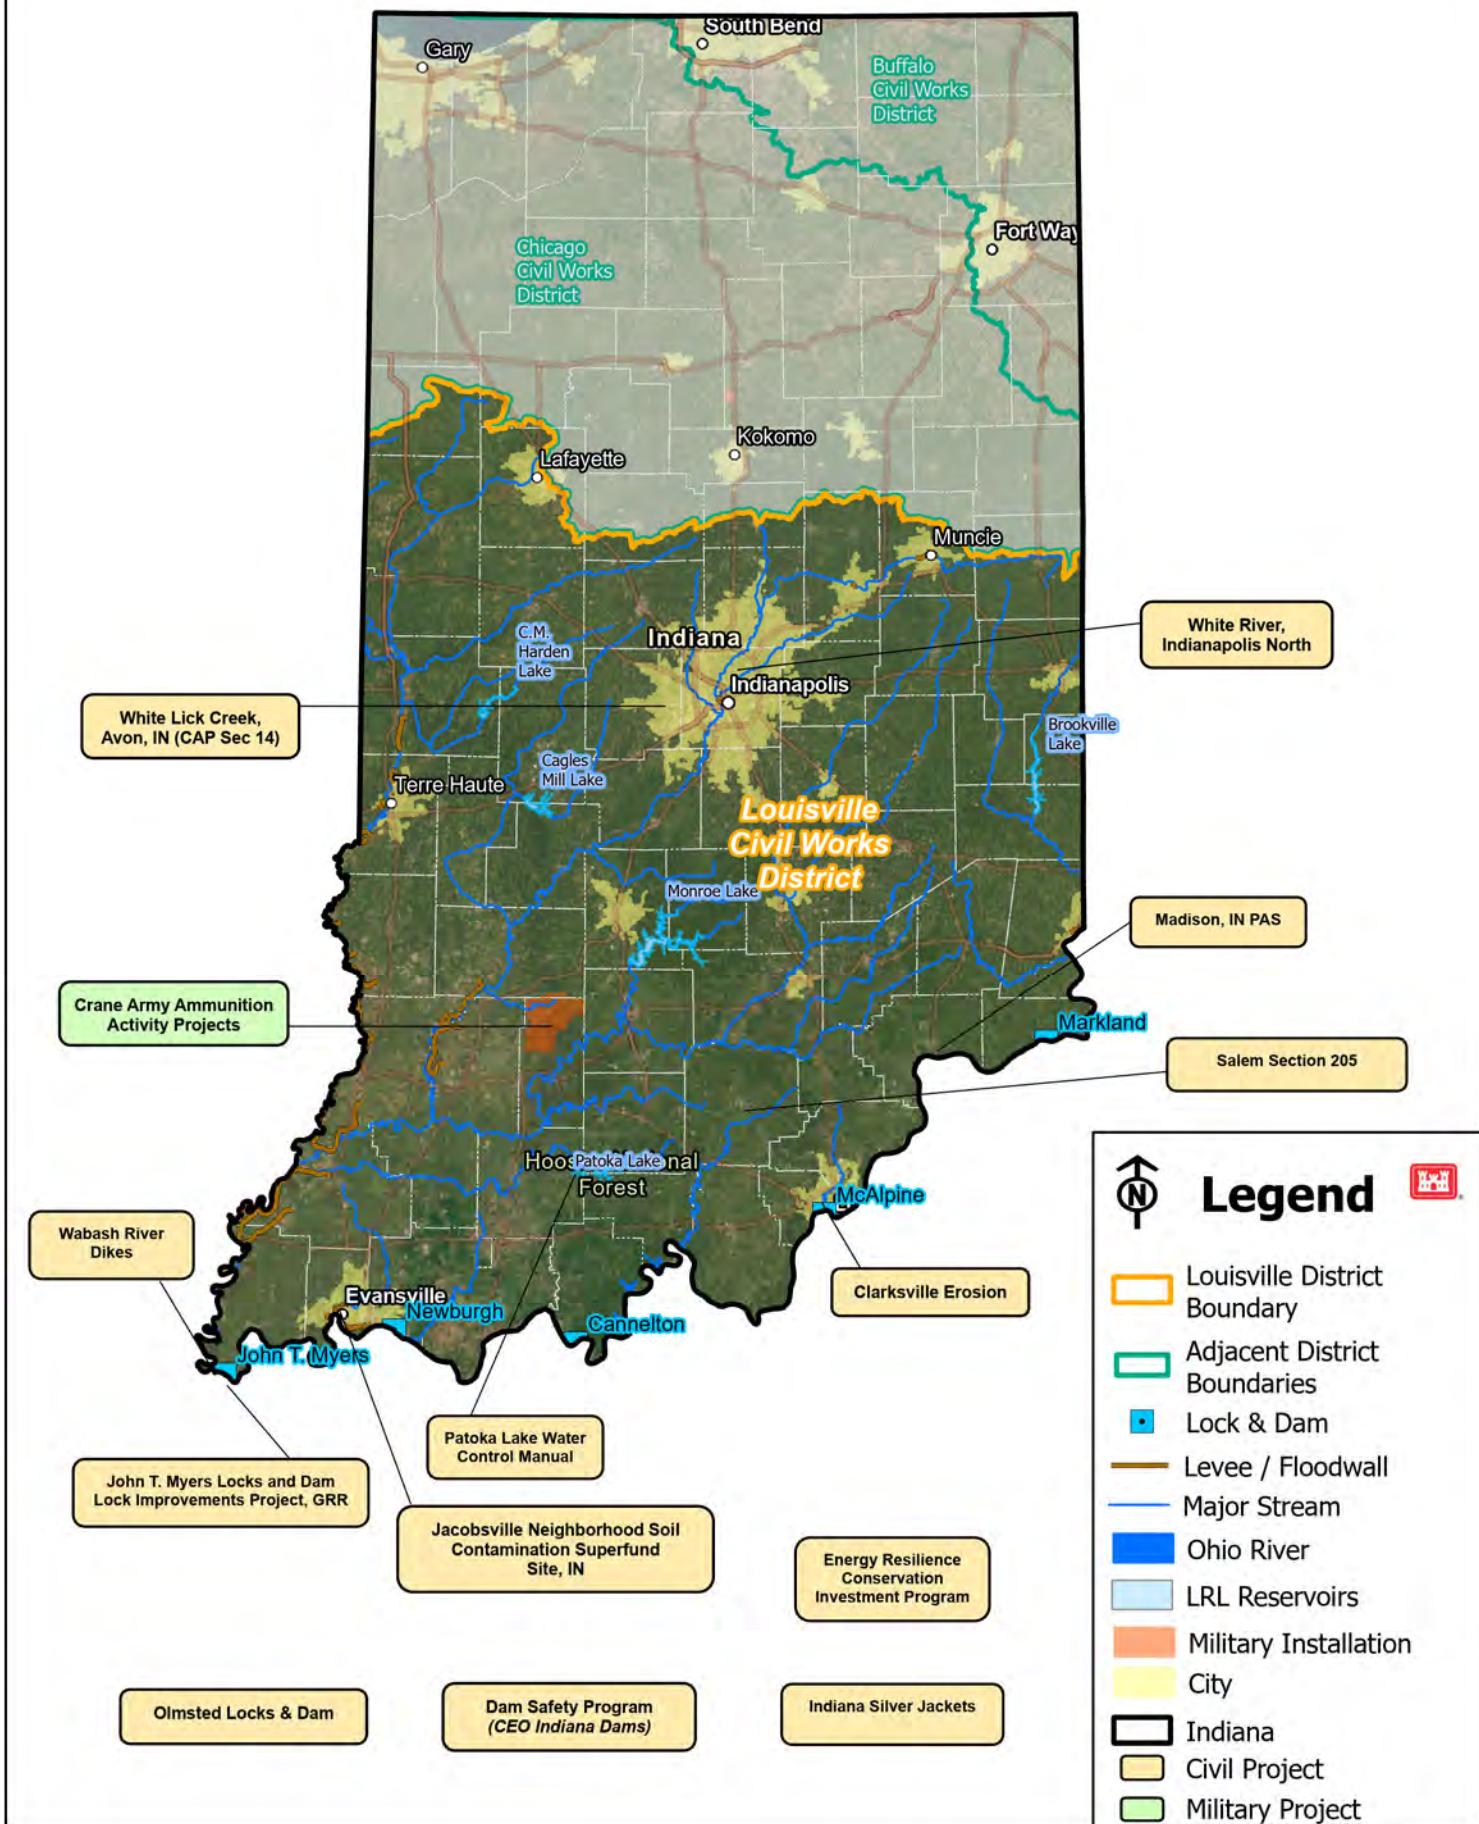 South Bend
Gary
Buffalo
Civil Works
District
Fort Way
Chicago
Civil Works
District
Kokomo
Lafayette
Muncie
White River,
Indianapolis North
C.M.
Harden
Lake
Indiana
Indianapolis
White Lick Creek,
Avon, IN (CAP Sec 14)
Brookville
Lake
Cagles
Mill Lake
Terre Haute
Louisville
Civil Works
District
Monroe Lake
Madison, IN PAS
Crane Army Ammunition
Activity Projects
Markland
Salem Section 205
Hoos Patoka Lake nal
Forest
McAlpine
Wabash River
Dikes
Clarksville Erosion
Evansville
Newburgh
Cannelton
John T. Myers
Patoka Lake Water
Control Manual
John T. Myers Locks and Dam
Lock Improvements Project, GRR
Jacobsville Neighborhood Soil
Contamination Superfund
Site, IN
Energy Resilience
Conservation
Investment Program
Olmsted Locks & Dam
Dam Safety Program
(CEO Indiana Dams)
Indiana Silver Jackets
N
Legend
Louisville District
Boundary
Adjacent District
Boundaries
Lock & Dam
Levee / Floodwall
Major Stream
Ohio River
LRL Reservoirs
Military Installation
City
Indiana
Civil Project
Military Project